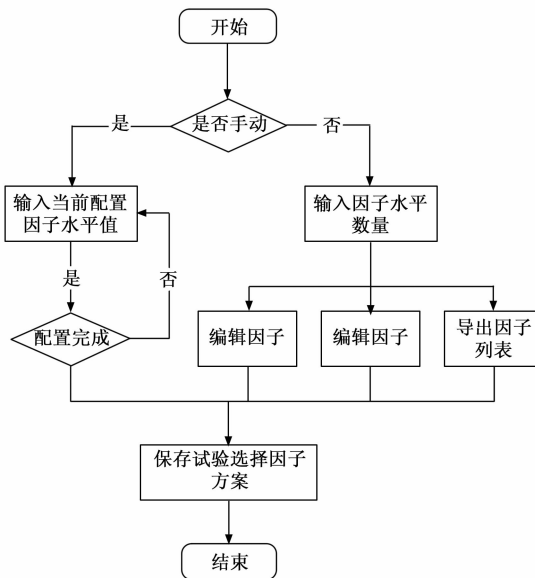 开始
是否手动
是
否
输入当前配置
因子水平值
输入因子水平
数量
是
否
配置完成
编辑因子
编辑因子
导出因子
列表
保存试验选择因子
方案
结束